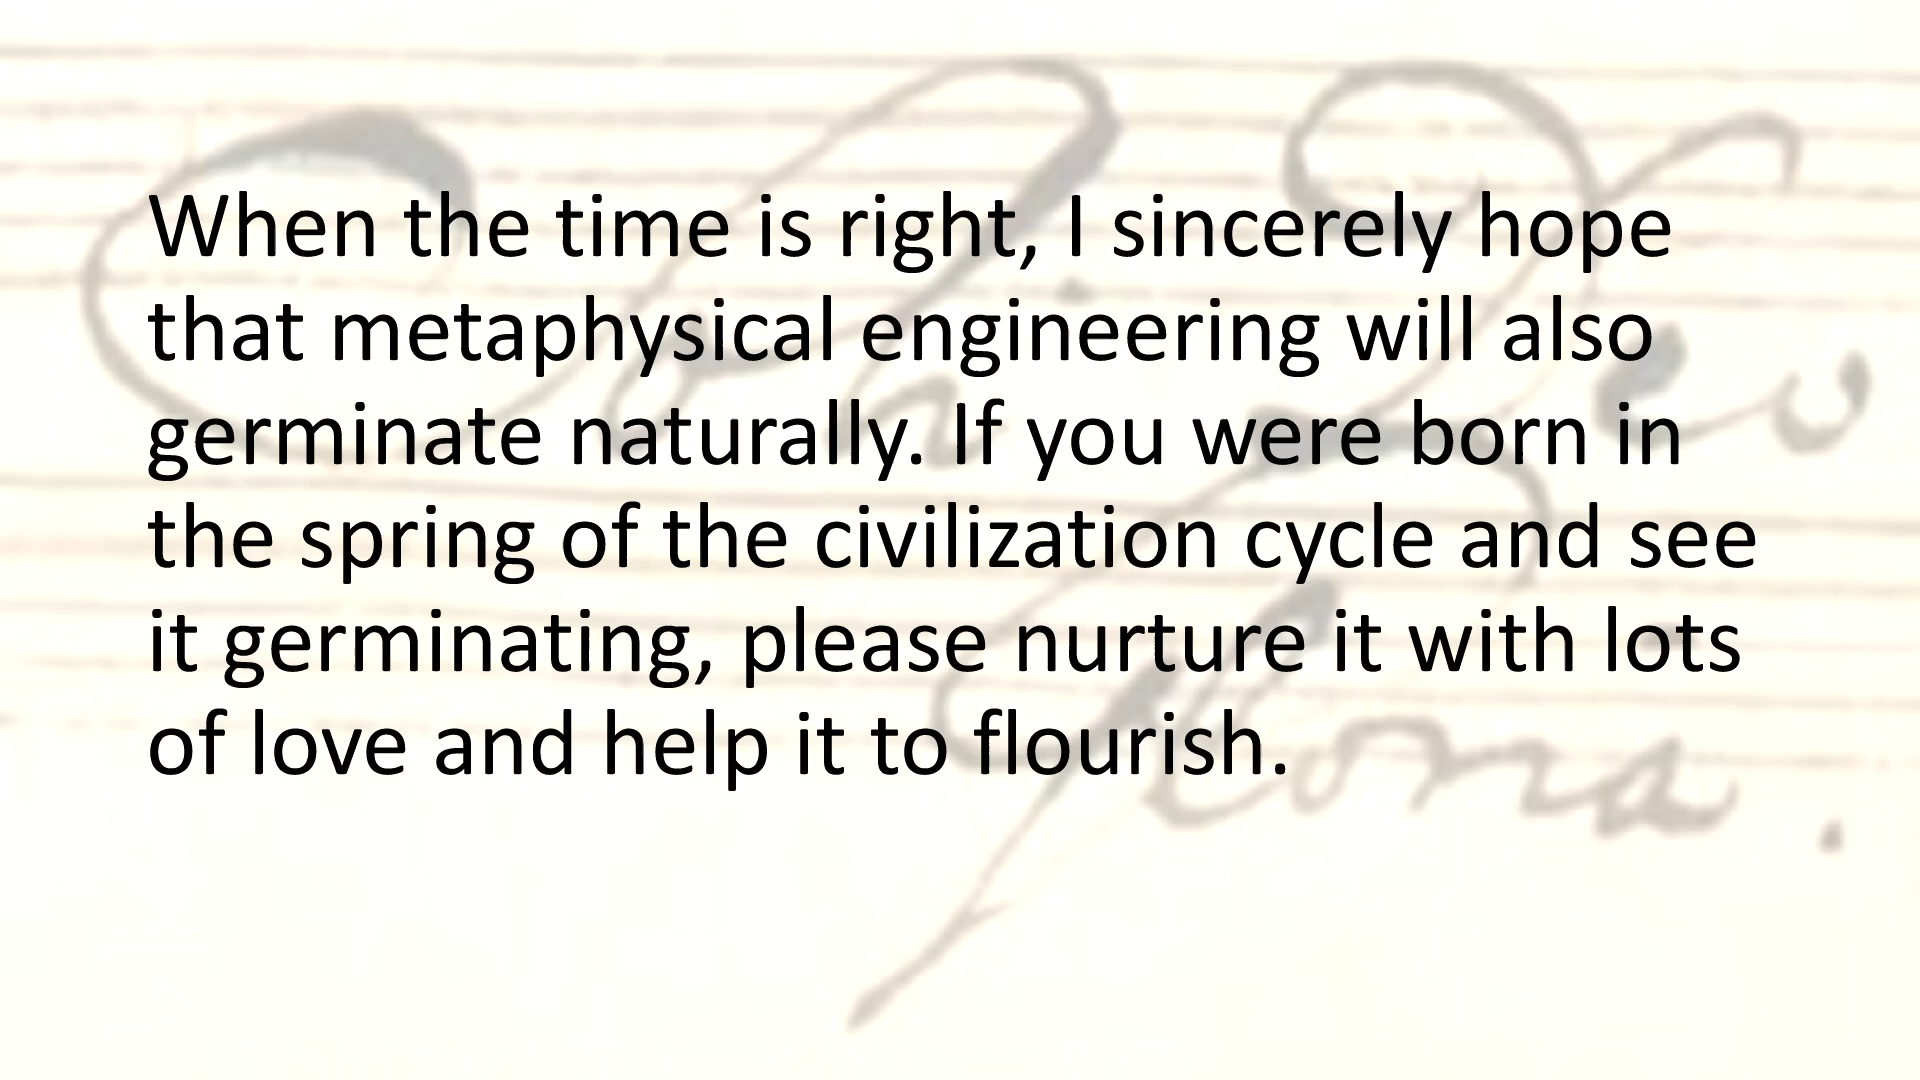 When the time is right, I sincerely hope
that metaphysical engineering will also
germinate naturally. If you were born in
the spring of the civilization cycle and see
it germinating, please nurture it with lots
of love and help it to flourish.